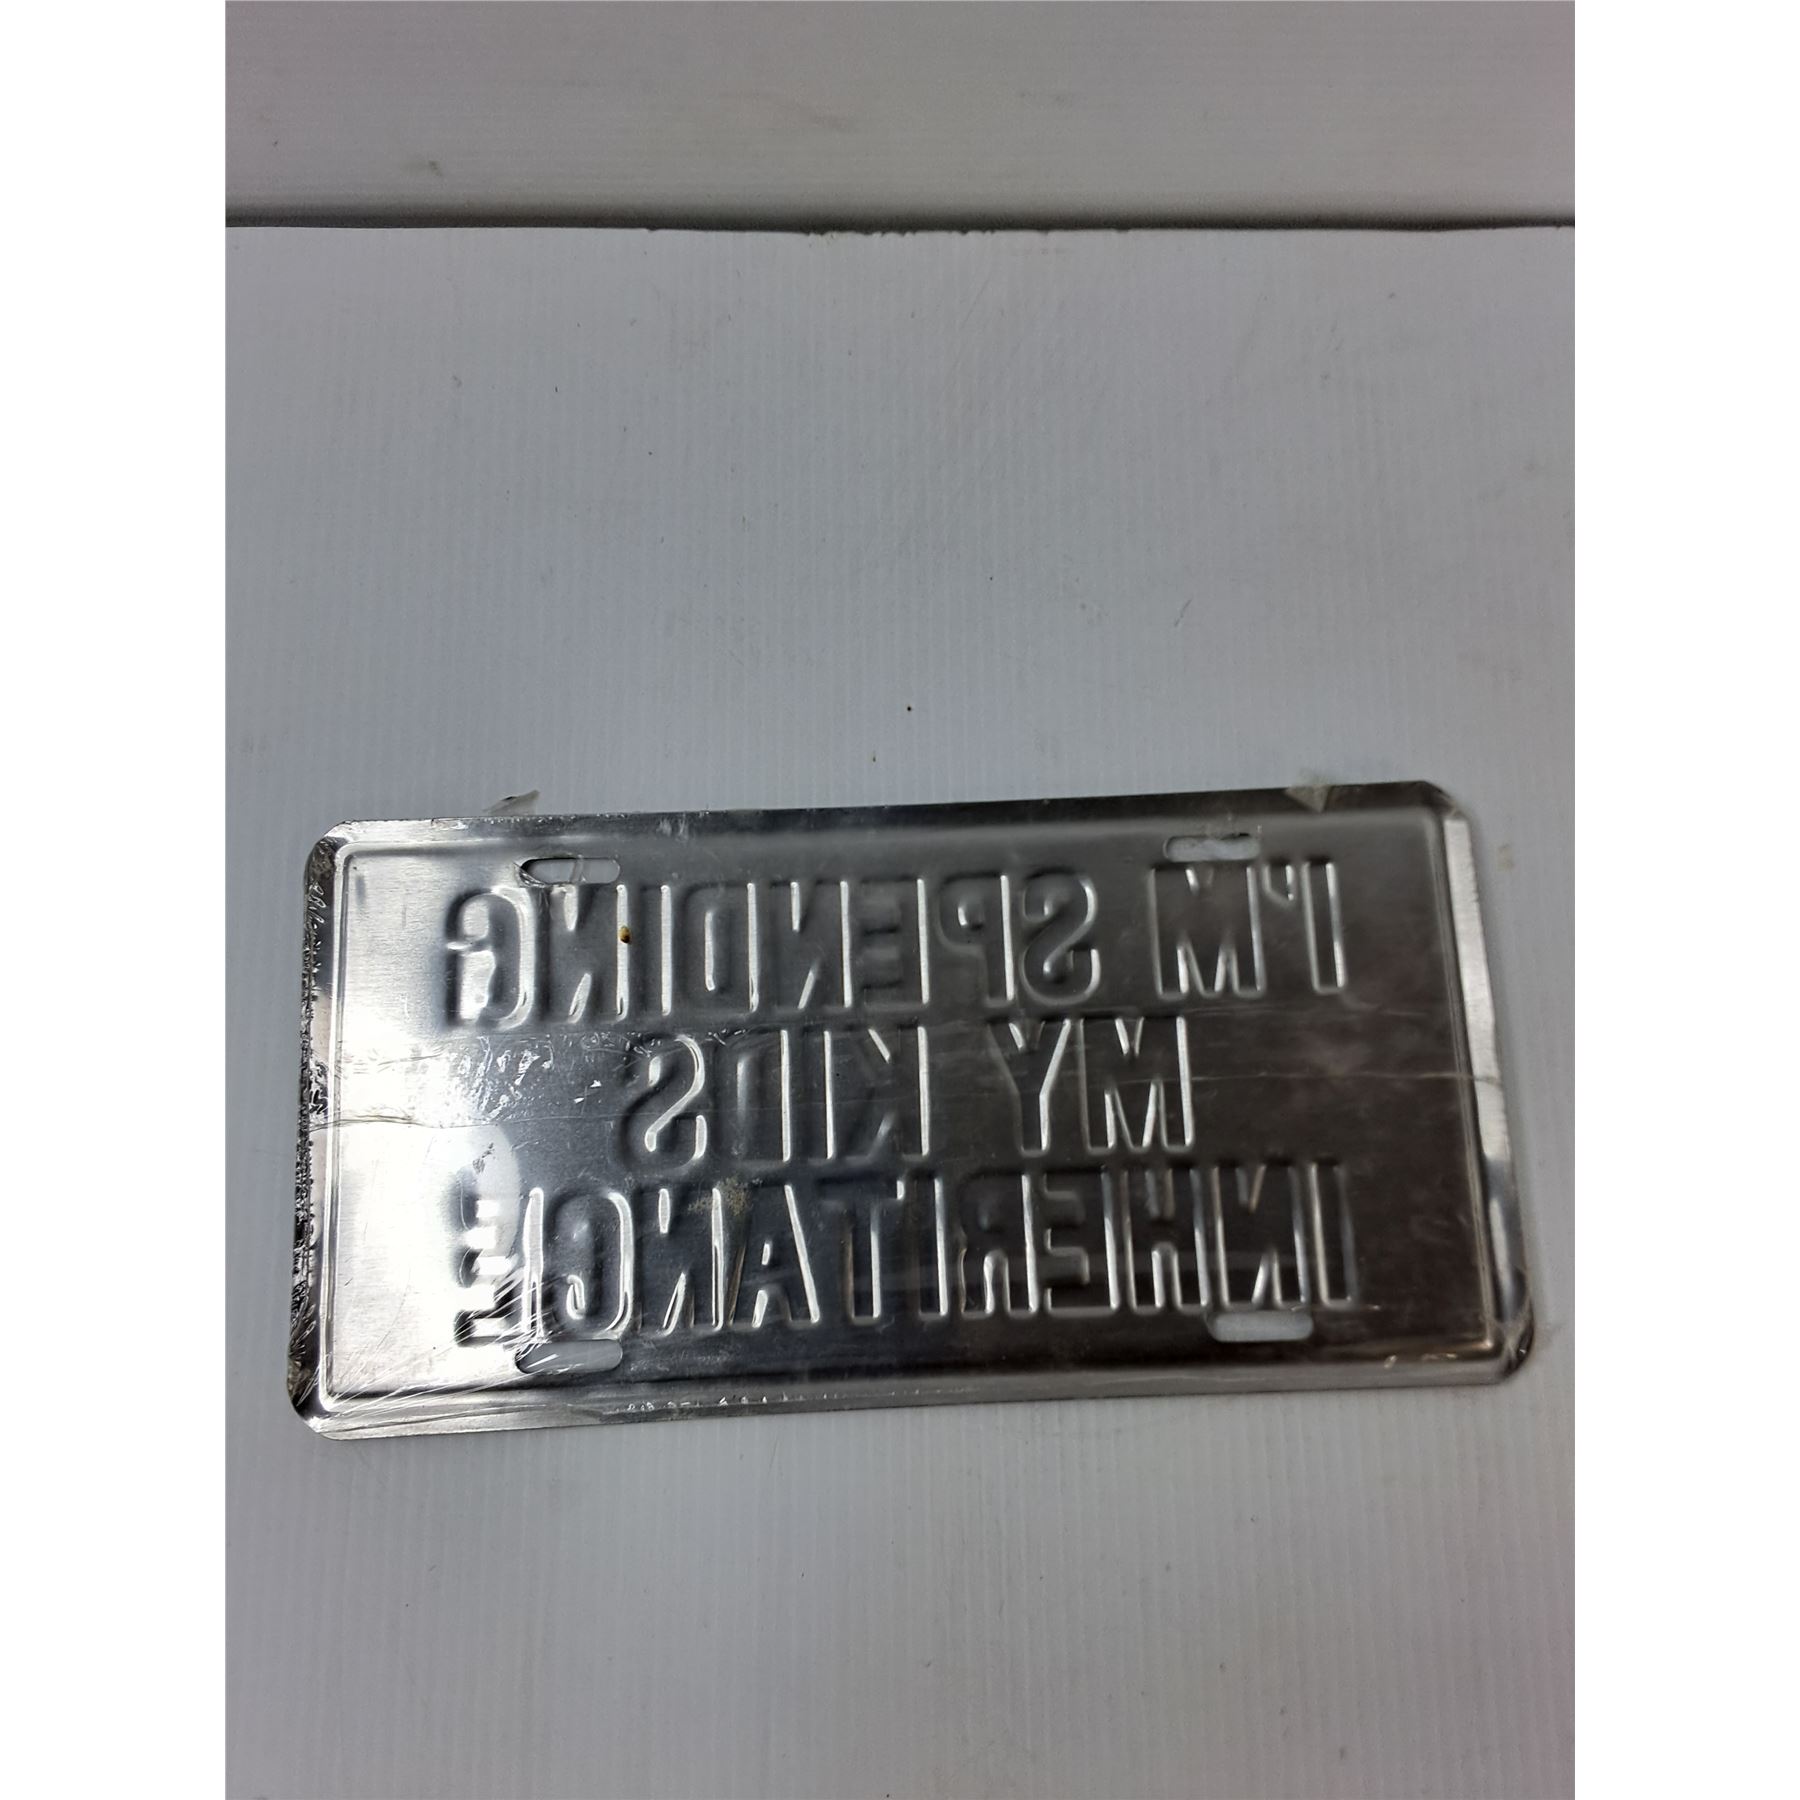 I'M SPENDING
MY KIDS
INHERITANCE